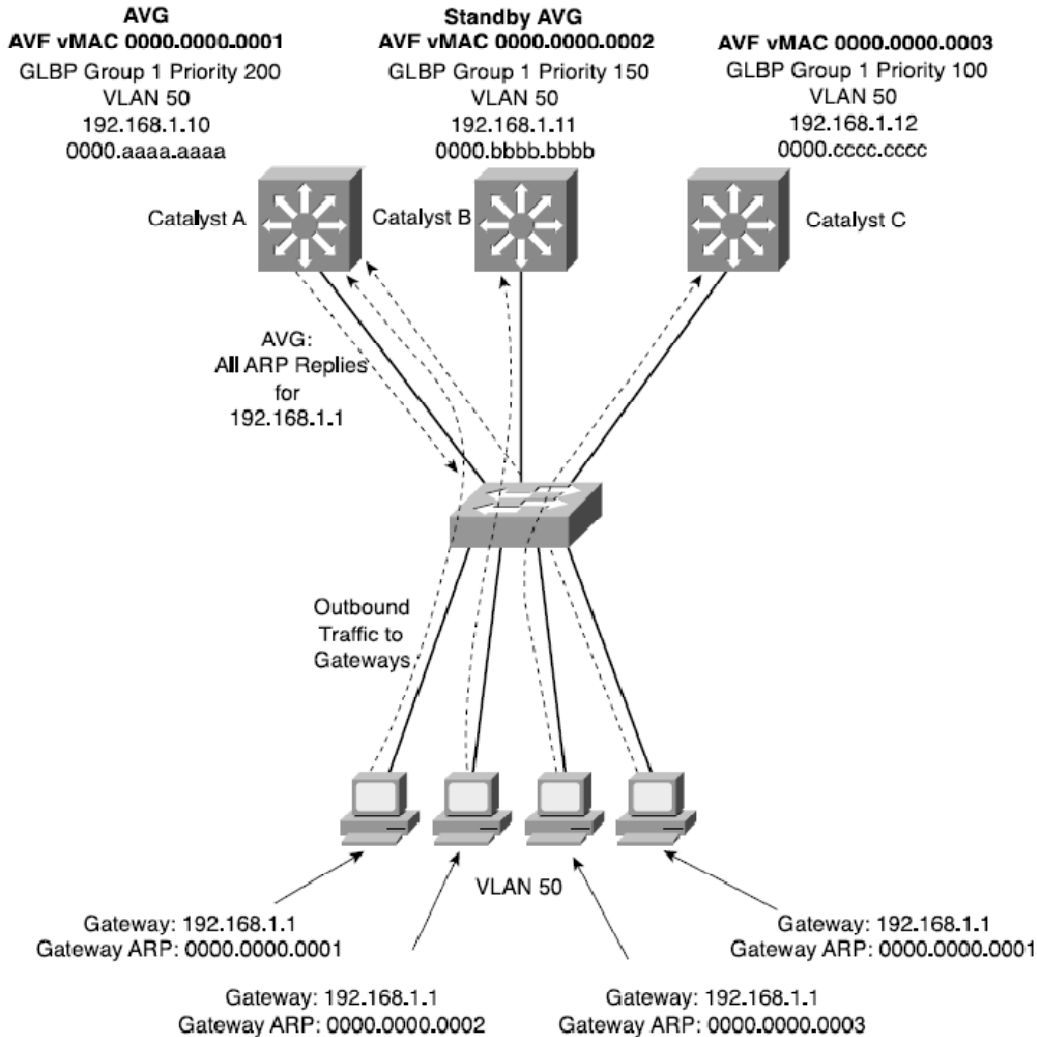 AVG
AVF vMAC 0000.0000.0001
GLBP Group 1 Priority 200
VLAN 50
192.168.1.10
0000.aaaa.aaaa
Standby AVG
AVF vMAC 0000.0000.0002
GLBP Group 1 Priority 150
VLAN 50
192.168.1.11
0000.bbbb.bbbb
AVF vMAC 0000.0000.0003
GLBP Group 1 Priority 100
VLAN 50
192.168.1.12
0000.cccc.cccc
Catalyst A
Catalyst B
Catalyst C
AVG:
All ARP Replies
for
192.168.1.1
Outbound
Traffic to
Gateways
VLAN 50
Gateway: 192.168.1.1
Gateway ARP: 0000.0000.0001
Gateway: 192.168.1.1
Gateway ARP: 0000.0000.0002
Gateway: 192.168.1.1
Gateway ARP: 0000.0000.0003
Gateway: 192.168.1.1
Gateway ARP: 0000.0000.0001